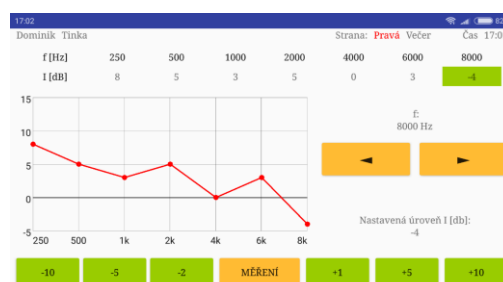 17:02 82
Dominik Tinka Strana: Pravá Večer Čas 17:0
f [Hz] 250 500 1000 2000 4000 6000 8000
I [dB] 8 5 3 5 0 3 -4
15
10
5
0
-5
250 500 1k 2k 4k 6k 8k
f:
8000 Hz
◄ ►
Nastavená úroveň I [db]:
-4
-10 -5 -2 MĚŘENÍ +1 +5 +10